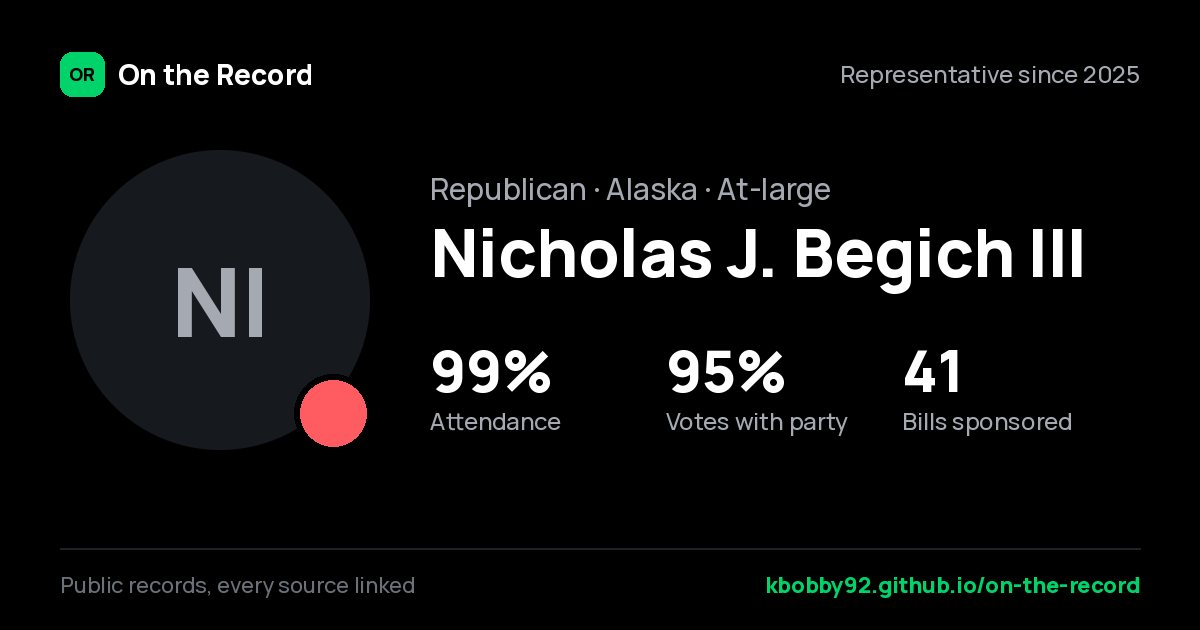 OR On the Record
Representative since 2025
NI
Republican · Alaska · At-large
Nicholas J. Begich III
99%
Attendance
95%
Votes with party
41
Bills sponsored
Public records, every source linked
kbobby92.github.io/on-the-record